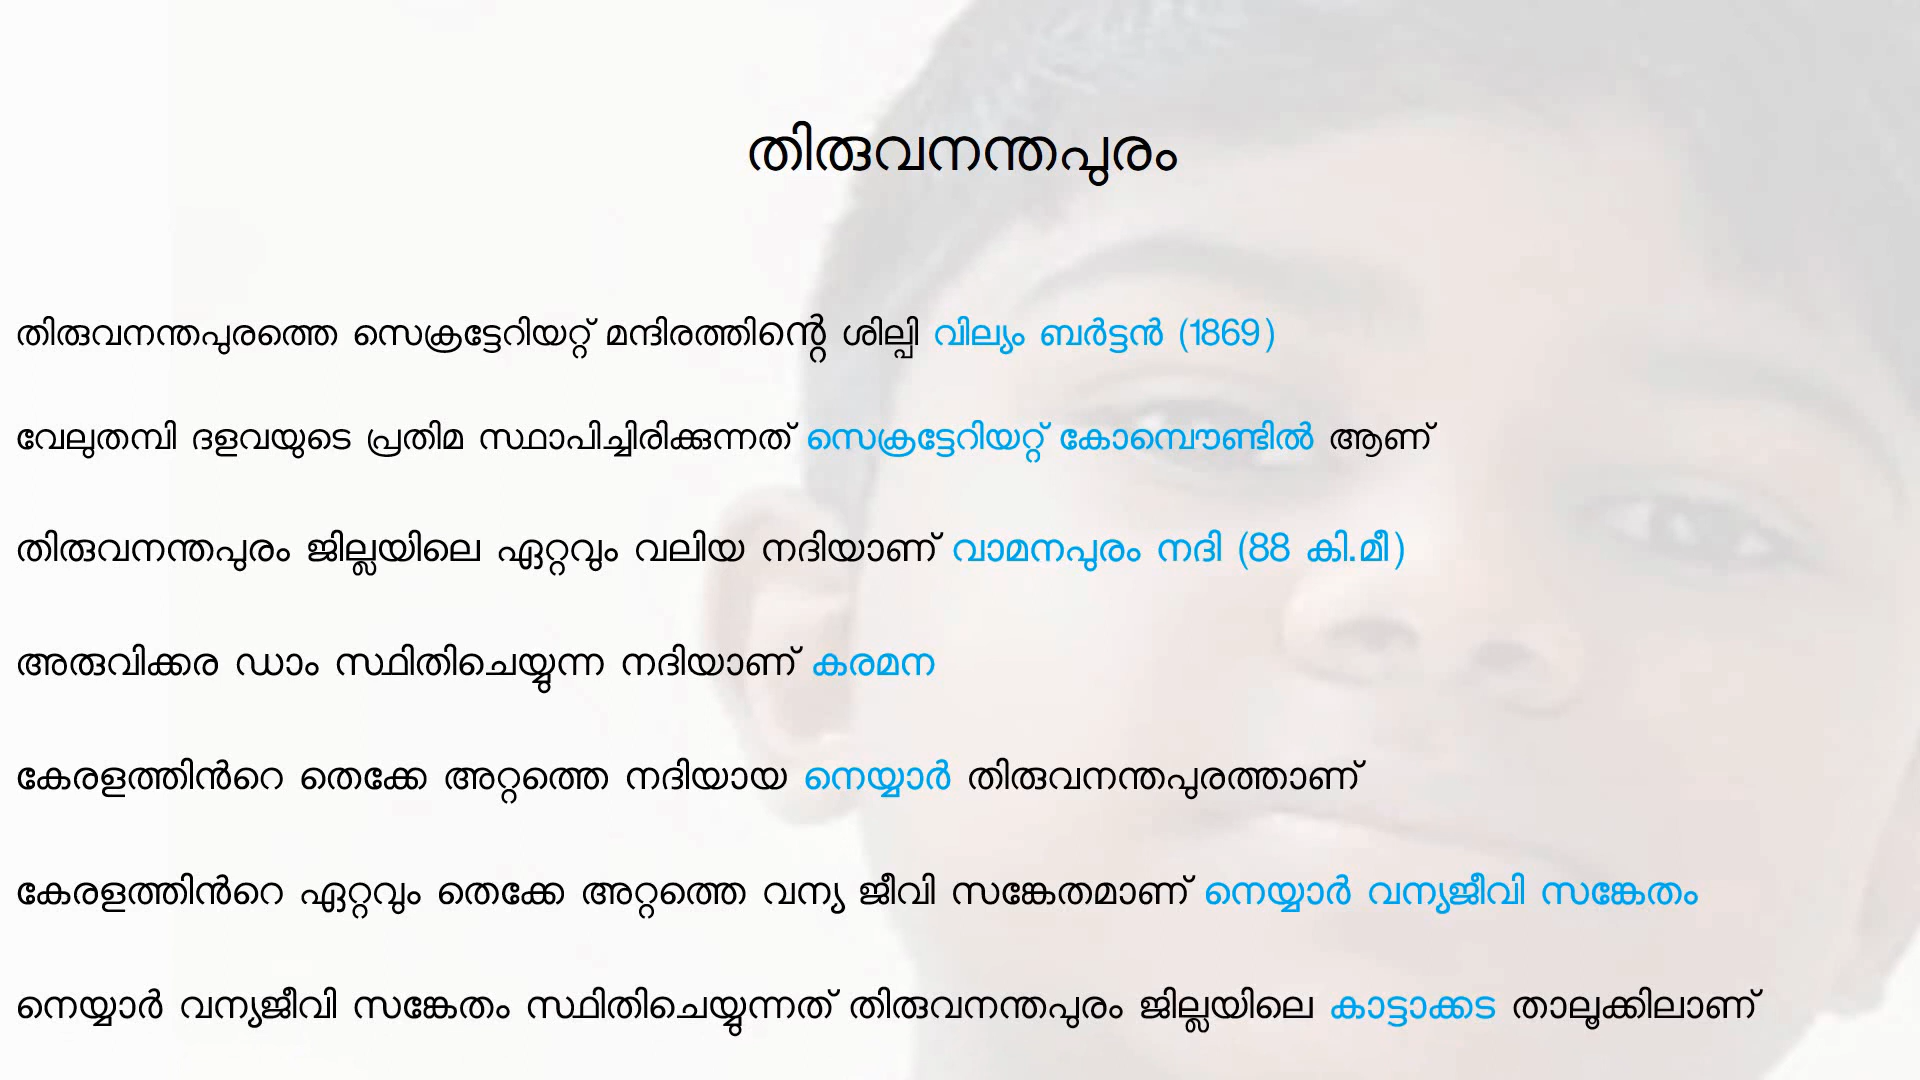 തിരുവനന്തപുരം
തിരുവനന്തപുരത്തെ സെക്രട്ടേറിയറ്റ് മന്ദിരത്തിന്റെ ശില്പി വില്യം ബർട്ടൻ (1869)
വേലുതമ്പി ദളവയുടെ പ്രതിമ സ്ഥാപിച്ചിരിക്കുന്നത് സെക്രട്ടേറിയറ്റ് കോമ്പൌണ്ടിൽ ആണ്
തിരുവനന്തപുരം ജില്ലയിലെ ഏറ്റവും വലിയ നദിയാണ് വാമനപുരം നദി (88 കി.മീ)
അരുവിക്കര ഡാം സ്ഥിതിചെയ്യുന്ന നദിയാണ് കരമന
കേരളത്തിൻറെ തെക്കേ അറ്റത്തെ നദിയായ നെയ്യാർ തിരുവനന്തപുരത്താണ്
കേരളത്തിൻറെ ഏറ്റവും തെക്കേ അറ്റത്തെ വന്യ ജീവി സങ്കേതമാണ് നെയ്യാർ വന്യജീവി സങ്കേതം
നെയ്യാർ വന്യജീവി സങ്കേതം സ്ഥിതിചെയ്യുന്നത് തിരുവനന്തപുരം ജില്ലയിലെ കാട്ടാക്കട താലൂക്കിലാണ്